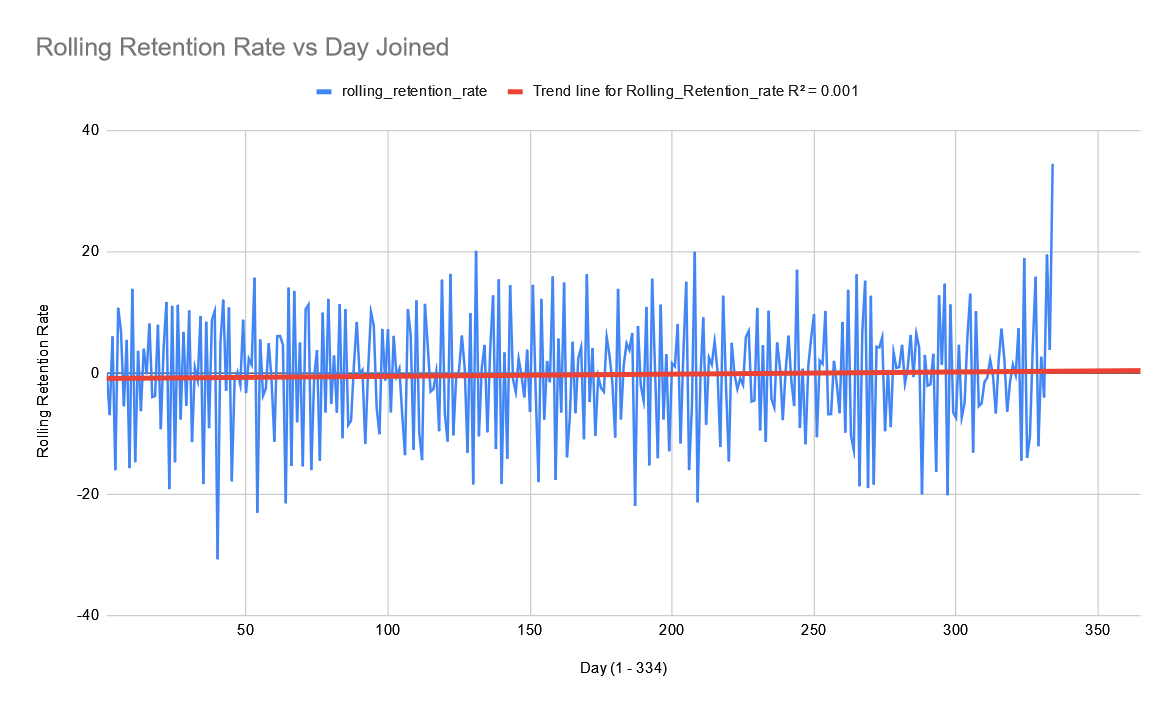 Rolling Retention Rate vs Day Joined
rolling_retention_rate
Trend line for Rolling_Retention_rate R² = 0.001
40
20
0
-20
-40
Rolling Retention Rate
50
100
150
200
250
300
350
Day (1 - 334)